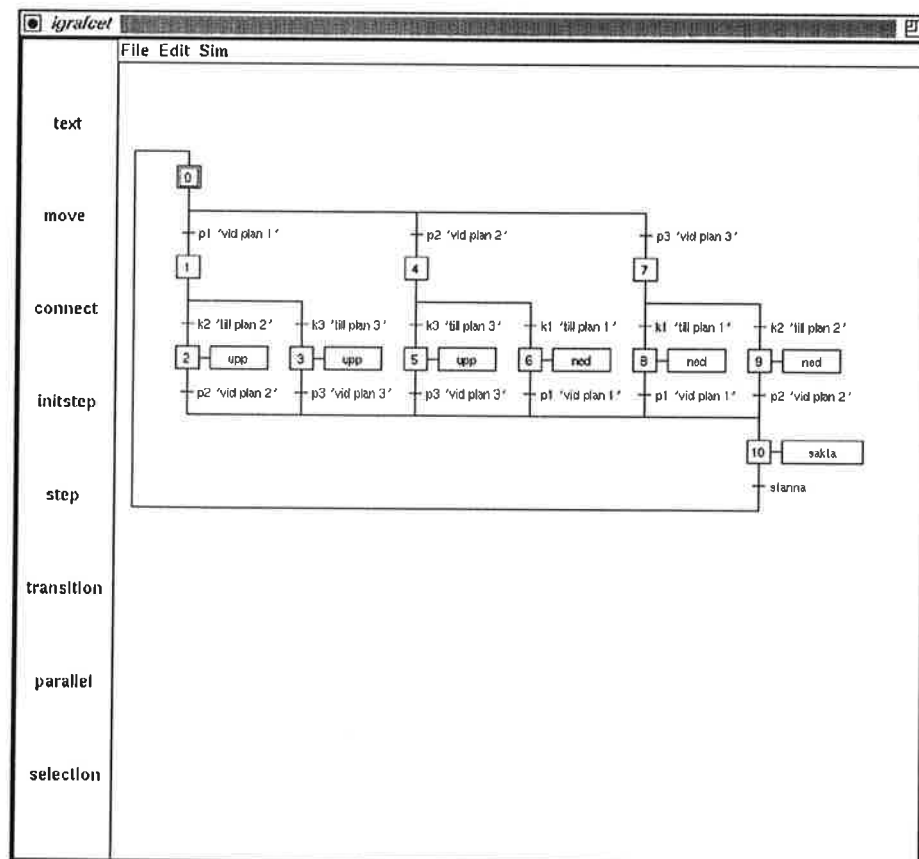 igrafcet
File Edit Sim
text
move
connect
initstep
step
transition
parallel
selection
0
p1 'vid plan 1'
p2 'vid plan 2'
p3 'vid plan 3'
1
4
7
k2 'till plan 2'
k3 'till plan 3'
k3 'till plan 3'
k1 'till plan 1'
k1 'till plan 1'
k2 'till plan 2'
2 upp
3 upp
5 upp
6 ned
8 ned
9 ned
p2 'vid plan 2'
p3 'vid plan 3'
p3 'vid plan 3'
p1 'vid plan 1'
p1 'vid plan 1'
p2 'vid plan 2'
10 sakta
stanna